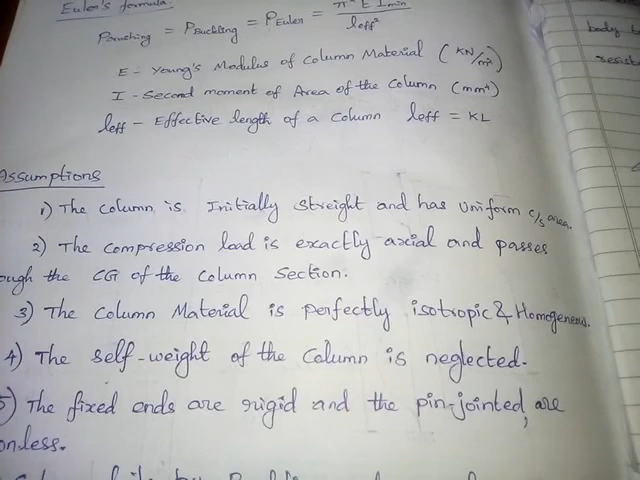 Euler's formula:
Pcrushing = Pbuckling = PEuler = π² E Imin / leff²
E - Young's Modulus of Column Material (KN/m²)
I - Second moment of Area of the Column (mm⁴)
leff - Effective length of a Column leff = KL
Assumptions
1) The column is Initially streight and has uniform c/s area.
2) The compression load is exactly axial and passes
ough the CG of the Column Section.
3) The Column Material is perfectly isotropic & Homogeneous.
4) The self-weight of the Column is neglected.
5) The fixed ends are rigid and the pin-jointed, are
onless.
body
resist